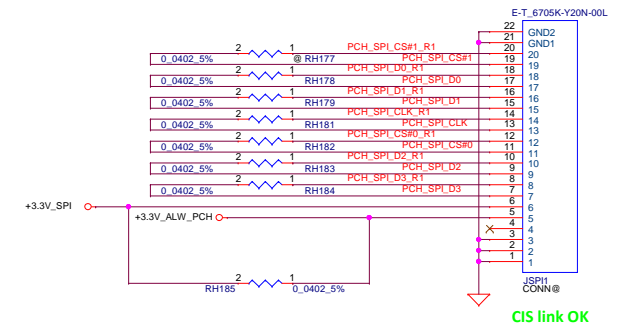 E-T_6705K-Y20N-00L
22 GND2
21 GND1
2 1 PCH_SPI_CS#1_R1 20 20
0_0402_5% @ RH177 PCH_SPI_CS#1 19 19
2 1 PCH_SPI_D0_R1 18 18
0_0402_5% RH178 PCH_SPI_D0 17 17
2 1 PCH_SPI_D1_R1 16 16
0_0402_5% RH179 PCH_SPI_D1 15 15
2 1 PCH_SPI_CLK_R1 14 14
0_0402_5% RH181 PCH_SPI_CLK 13 13
2 1 PCH_SPI_CS#0_R1 12 12
0_0402_5% RH182 PCH_SPI_CS#0 11 11
2 1 PCH_SPI_D2_R1 10 10
0_0402_5% RH183 PCH_SPI_D2 9 9
2 1 PCH_SPI_D3_R1 8 8
0_0402_5% RH184 PCH_SPI_D3 7 7
+3.3V_SPI 6 6
+3.3V_ALW_PCH 5 5
4 4
3 3
2 2
1 1
2 1
RH185 0_0402_5%
JSPI1
CONN@
CIS link OK